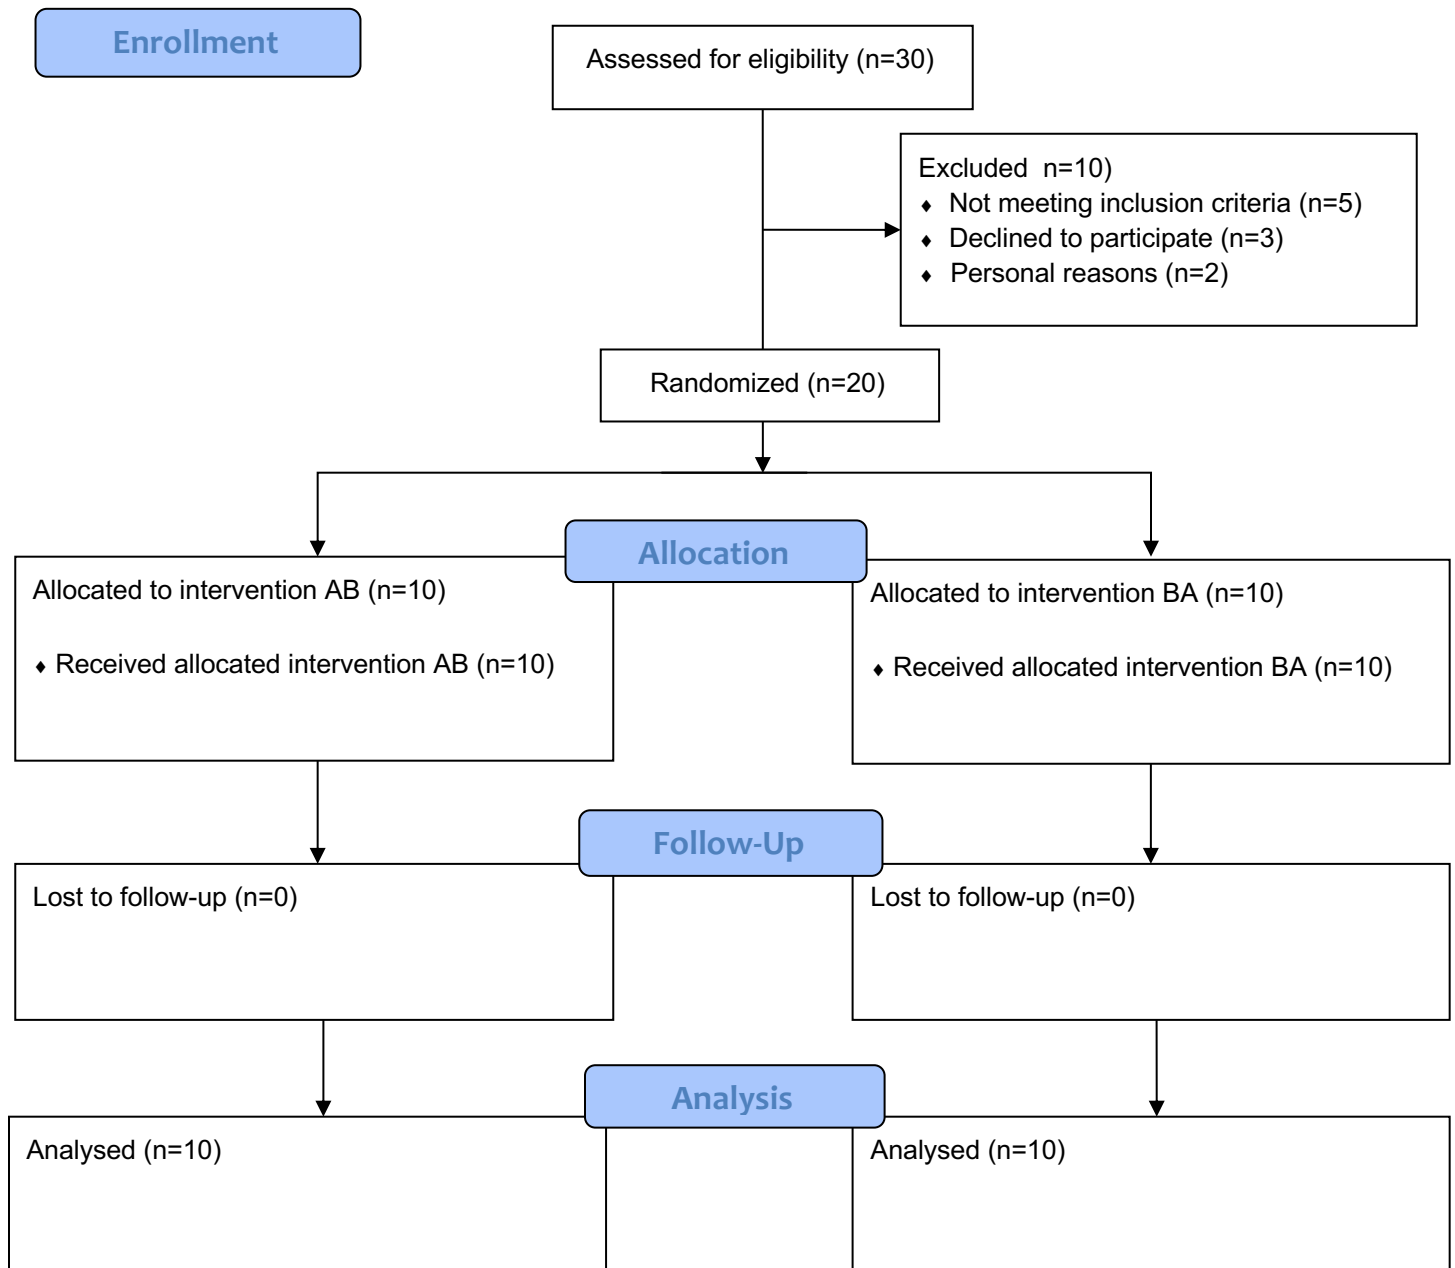 Enrollment
Assessed for eligibility (n=30)
Excluded  n=10)
♦ Not meeting inclusion criteria (n=5)
♦ Declined to participate (n=3)
♦ Personal reasons (n=2)
Randomized (n=20)
Allocation
Allocated to intervention AB (n=10)
♦ Received allocated intervention AB (n=10)
Allocated to intervention BA (n=10)
♦ Received allocated intervention BA (n=10)
Follow-Up
Lost to follow-up (n=0)
Lost to follow-up (n=0)
Analysis
Analysed (n=10)
Analysed (n=10)